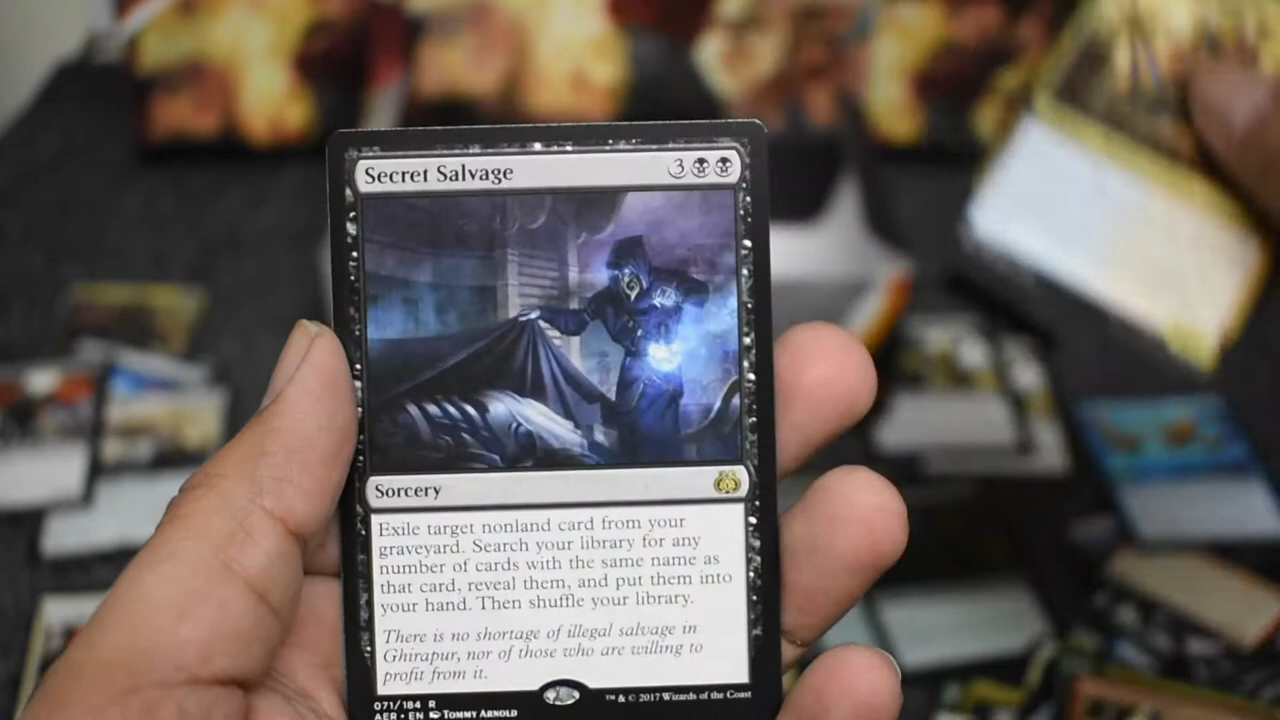 Secret Salvage 3
Sorcery
Exile target nonland card from your
graveyard. Search your library for any
number of cards with the same name as
that card, reveal them, and put them into
your hand. Then shuffle your library.
There is no shortage of illegal salvage in
Ghirapur, nor of those who are willing to
profit from it.
071/184 R
™ & © 2017 Wizards of the Coast
AER • EN Tommy Arnold